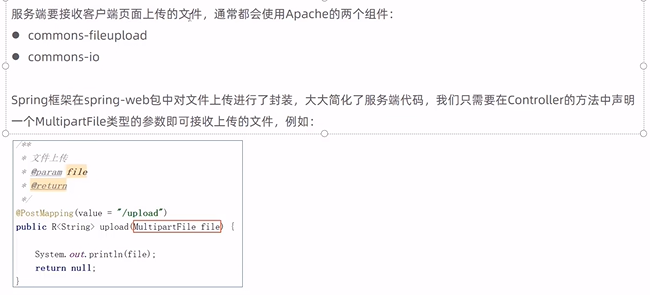 服务端要接收客户端页面上传的文件，通常都会使用Apache的两个组件：
● commons-fileupload
● commons-io
Spring框架在spring-web包中对文件上传进行了封装，大大简化了服务端代码，我们只需要在Controller的方法中声明
一个MultipartFile类型的参数即可接收上传的文件，例如：
/**
 * 文件上传
 * @param file
 * @return
 */
@PostMapping(value = "/upload")
public R<String> upload(MultipartFile file) {
    System.out.println(file);
    return null;
}